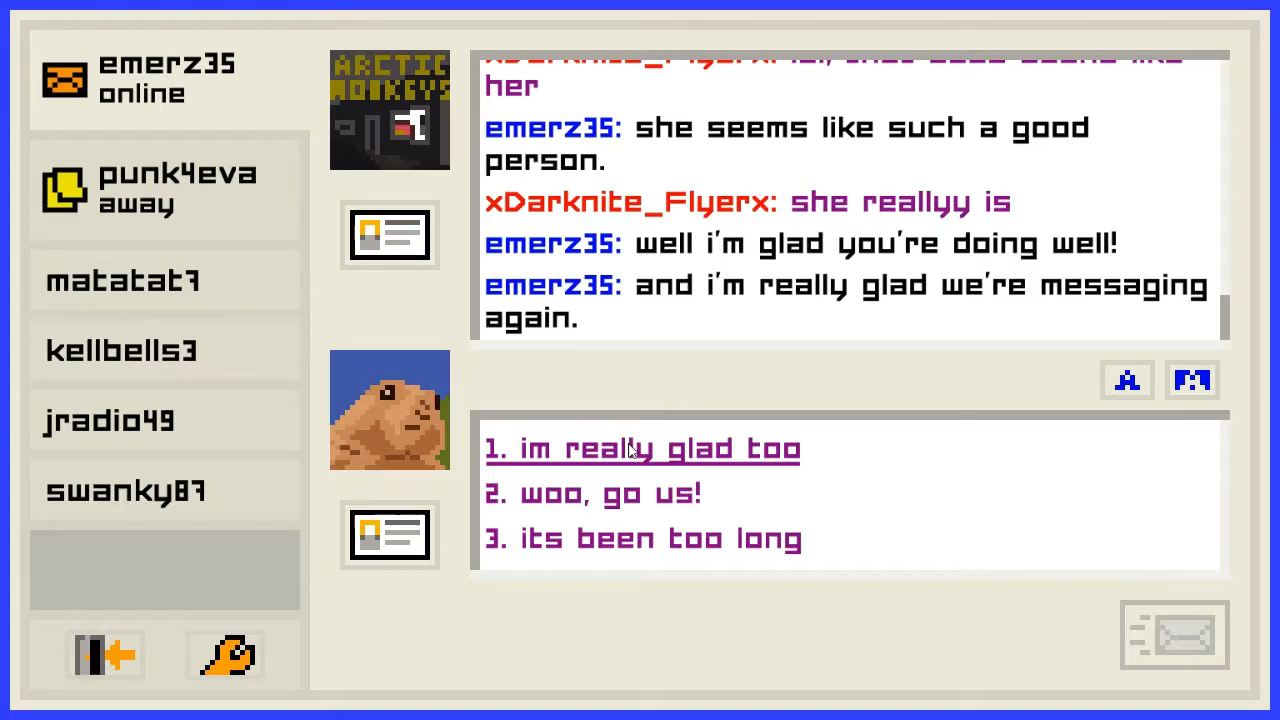 emerz35
online
punk4eva
away
matatat7
kellbells3
jradio49
swanky87
ARCTIC
MONKEYS
her
emerz35: she seems like such a good
person.
xDarknite_Flyerx: she reallyy is
emerz35: well i'm glad you're doing well!
emerz35: and i'm really glad we're messaging
again.
A
1. im really glad too
2. woo, go us!
3. its been too long